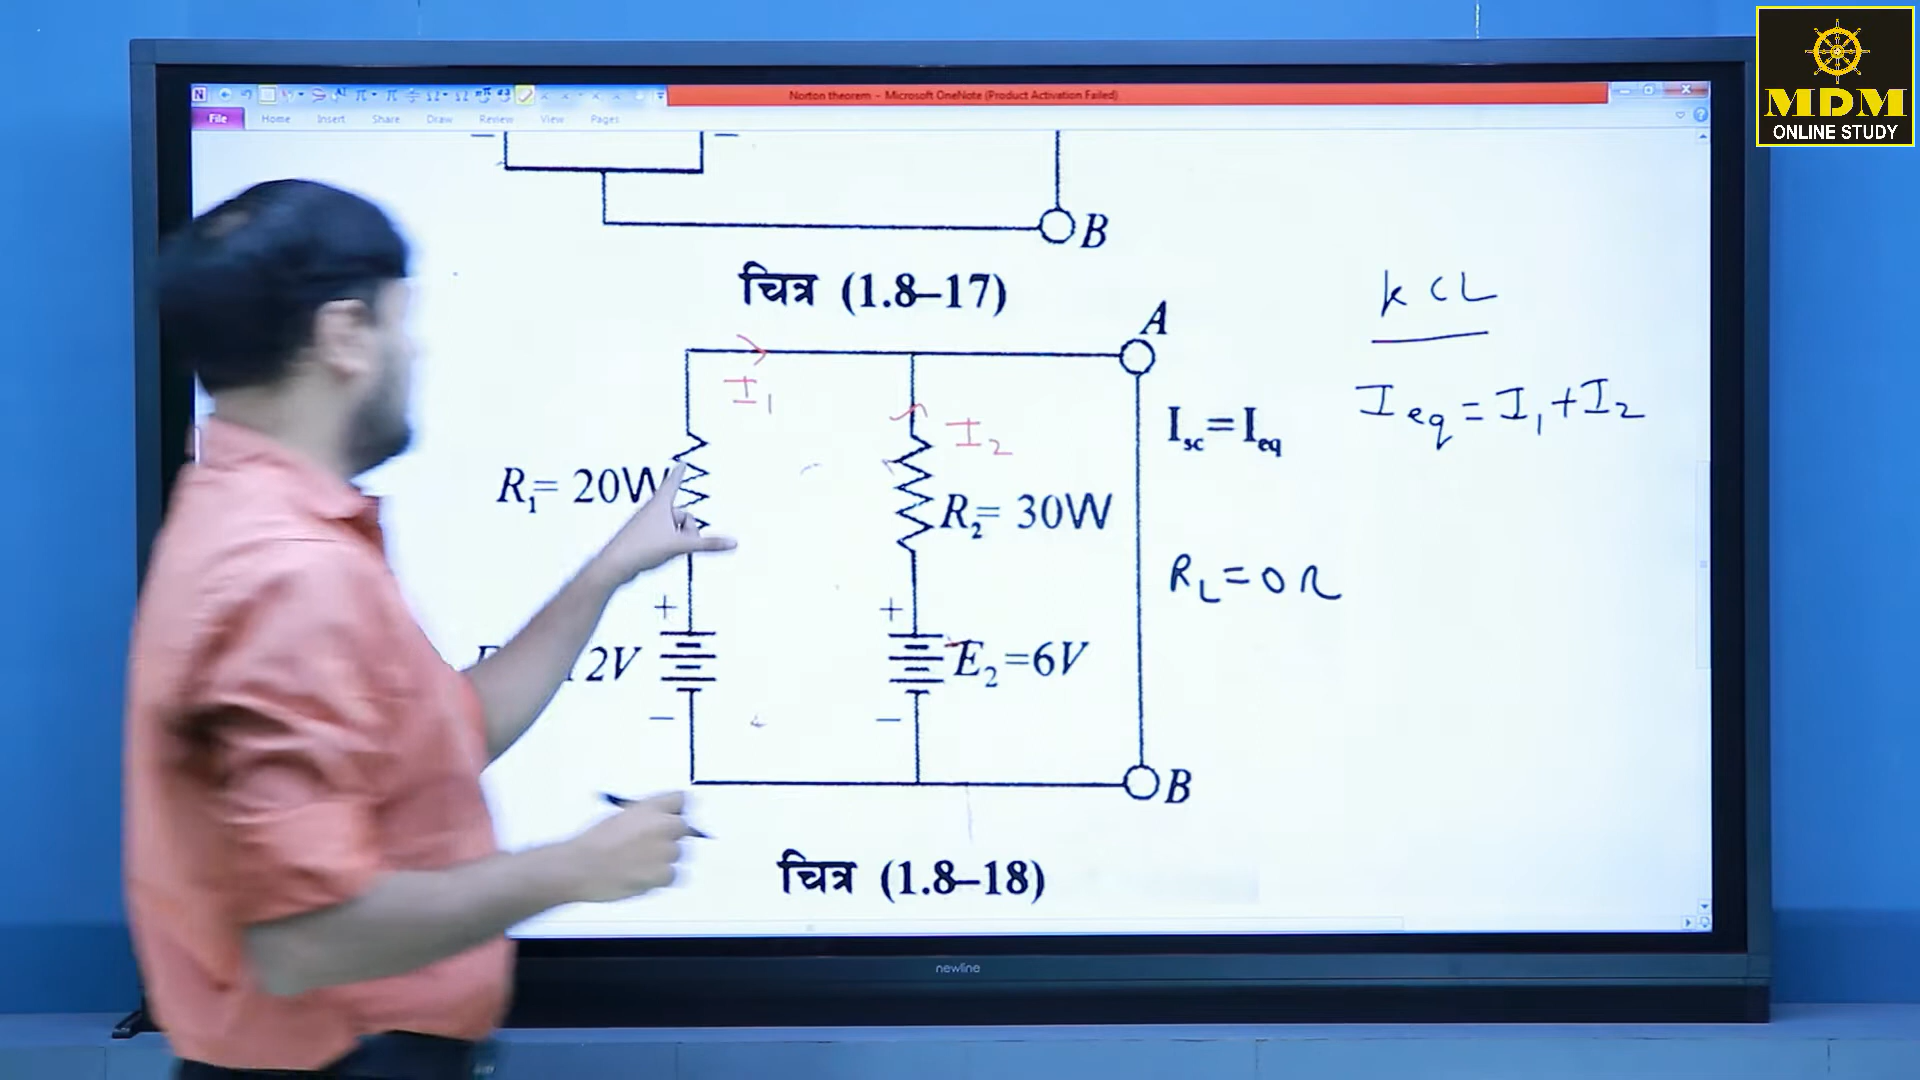 MDM
ONLINE STUDY
Norton theorem - Microsoft OneNote (Product Activation Failed)
File Home Insert Share Draw Review View Pages
B
चित्र (1.8–17)
A
KCL
I1
I2
Isc=Ieq
Ieq = I1 + I2
R1= 20W
R2= 30W
RL = 0 Ω
+
+
2V
E2=6V
–
–
B
चित्र (1.8–18)
newline